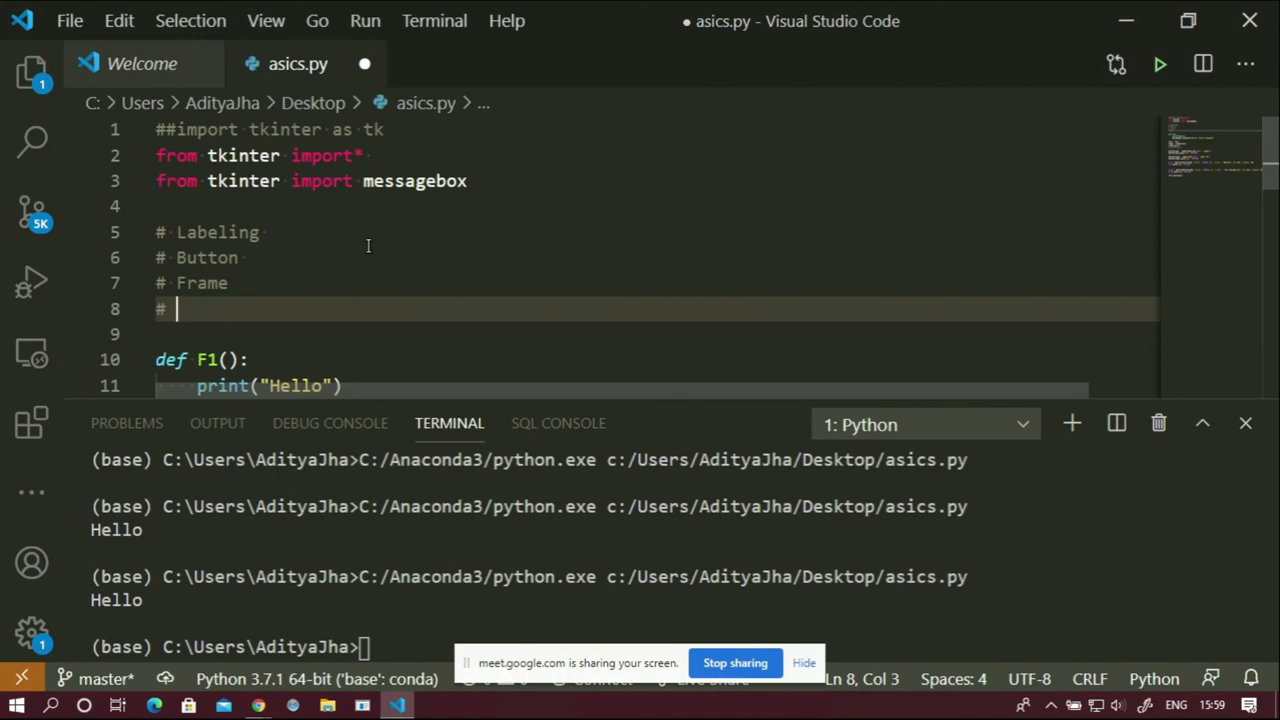 File Edit Selection View Go Run Terminal Help ● asics.py - Visual Studio Code
Welcome asics.py
C: > Users > AdityaJha > Desktop > asics.py > ...
1 ##import tkinter as tk
2 from tkinter import*
3 from tkinter import messagebox
4
5 # Labeling
6 # Button
7 # Frame
8 #
9
10 def F1():
11 print("Hello")
PROBLEMS OUTPUT DEBUG CONSOLE TERMINAL SQL CONSOLE 1: Python
(base) C:\Users\AdityaJha>C:/Anaconda3/python.exe c:/Users/AdityaJha/Desktop/asics.py
(base) C:\Users\AdityaJha>C:/Anaconda3/python.exe c:/Users/AdityaJha/Desktop/asics.py
Hello
(base) C:\Users\AdityaJha>C:/Anaconda3/python.exe c:/Users/AdityaJha/Desktop/asics.py
Hello
(base) C:\Users\AdityaJha>
1
5K
1
meet.google.com is sharing your screen. Stop sharing Hide
master* Python 3.7.1 64-bit ('base': conda) Ln 8, Col 3 Spaces: 4 UTF-8 CRLF Python
ENG 15:59